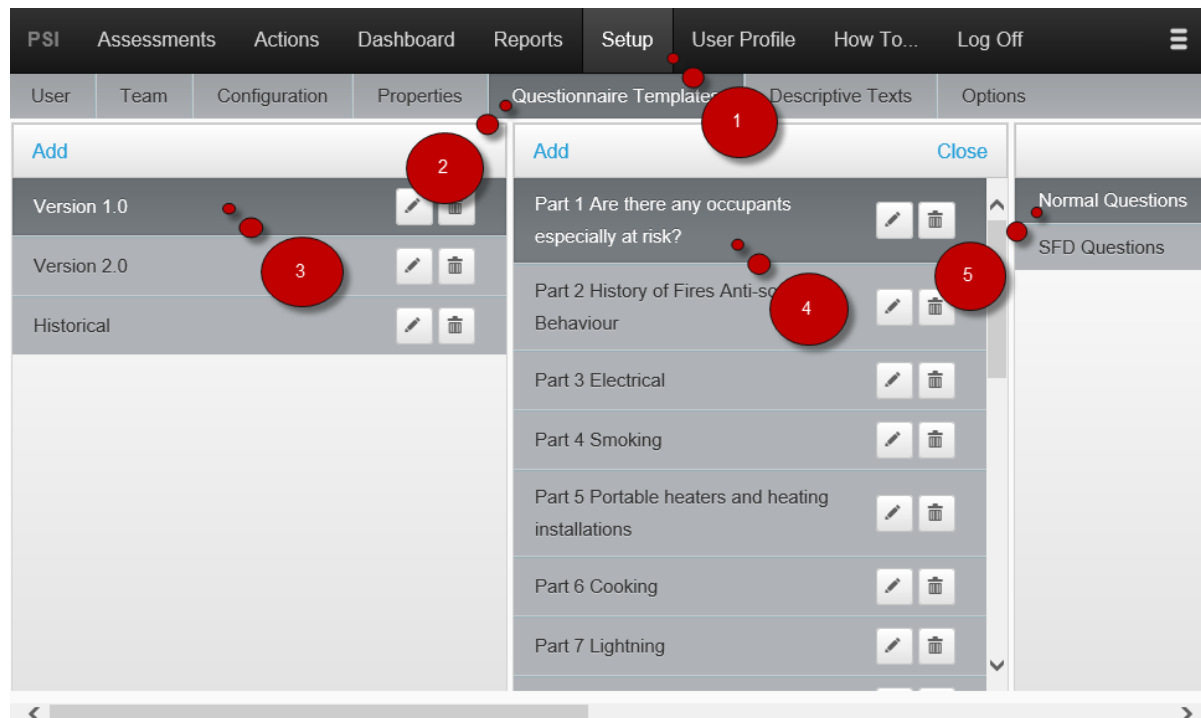 PSI Assessments Actions Dashboard Reports Setup User Profile How To... Log Off
User Team Configuration Properties Questionnaire Templates Descriptive Texts Options
1
2
Add
Add Close
Version 1.0
3
Version 2.0
Historical
Part 1 Are there any occupants
especially at risk?
4
Part 2 History of Fires
Behaviour
Part 3 Electrical
Part 4 Smoking
Part 5 Portable heaters and heating
installations
Part 6 Cooking
Part 7 Lightning
Normal Questions
5
SFD Questions